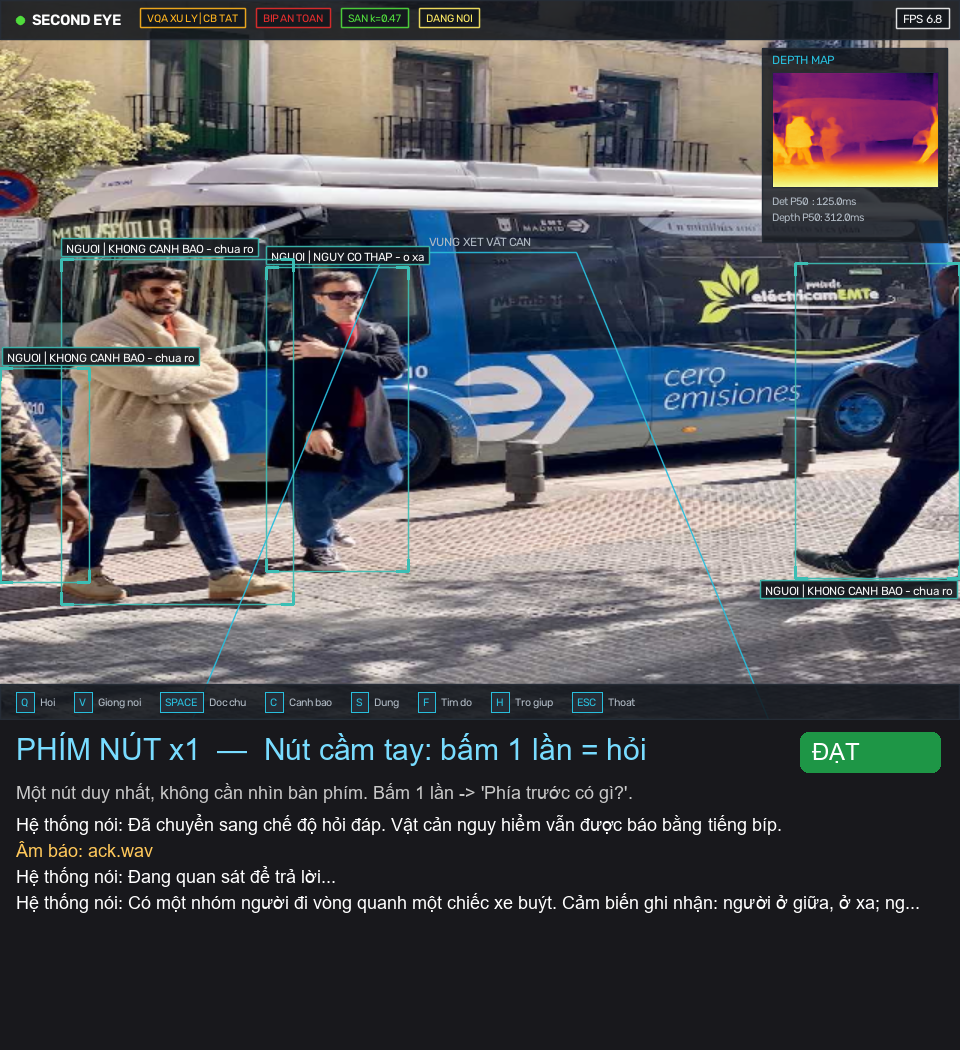 SECOND EYE
VQA XU LY | CB TAT
BIP AN TOAN
SAN k=0.47
DANG NOI
FPS 6.8
DEPTH MAP
Det P50 : 125.0ms
Depth P50: 312.0ms
EMT
MADRID
VUNG XET VAT CAN
NGUOI | KHONG CANH BAO - chua ro
NGUOI | NGUY CO THAP - o xa
eléctricamEMTe
NGUOI | KHONG CANH BAO - chua ro
10
cero
emisiones
NGUOI | KHONG CANH BAO - chua ro
Q Hoi V Giong noi SPACE Doc chu C Canh bao S Dung F Tim do H Tro giup ESC Thoat
PHÍM NÚT x1 — Nút cầm tay: bấm 1 lần = hỏi
ĐẠT
Một nút duy nhất, không cần nhìn bàn phím. Bấm 1 lần -> 'Phía trước có gì?'.
Hệ thống nói: Đã chuyển sang chế độ hỏi đáp. Vật cản nguy hiểm vẫn được báo bằng tiếng bíp.
Âm báo: ack.wav
Hệ thống nói: Đang quan sát để trả lời...
Hệ thống nói: Có một nhóm người đi vòng quanh một chiếc xe buýt. Cảm biến ghi nhận: người ở giữa, ở xa; ng...